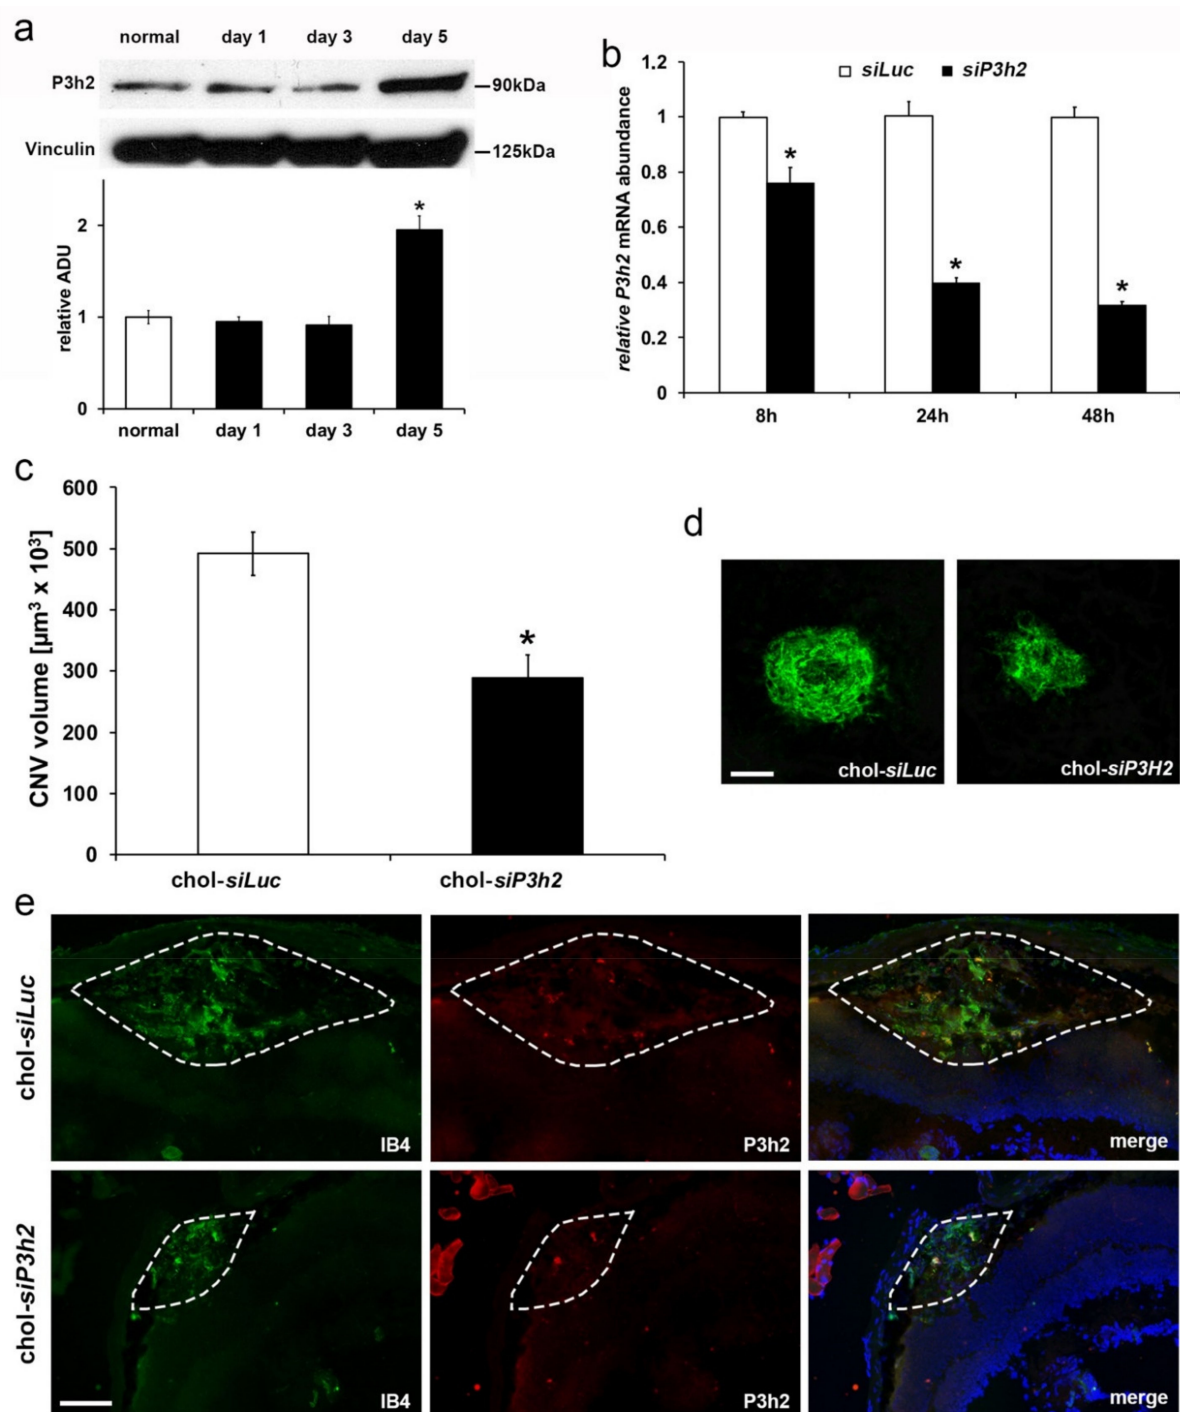 a
normal day 1 day 3 day 5
P3h2 90kDa
Vinculin 125kDa
relative ADU
2
1
0
normal day 1 day 3 day 5
b
siLuc siP3h2
relative P3h2 mRNA abundance
1.2
1
0.8
0.6
0.4
0.2
0
* * *
8h 24h 48h
c
CNV volume [µm³ x 10³]
600
500
400
300
200
100
0
*
chol-siLuc chol-siP3h2
d
chol-siLuc chol-siP3H2
e
chol-siLuc
IB4 P3h2 merge
chol-siP3h2
IB4 P3h2 merge